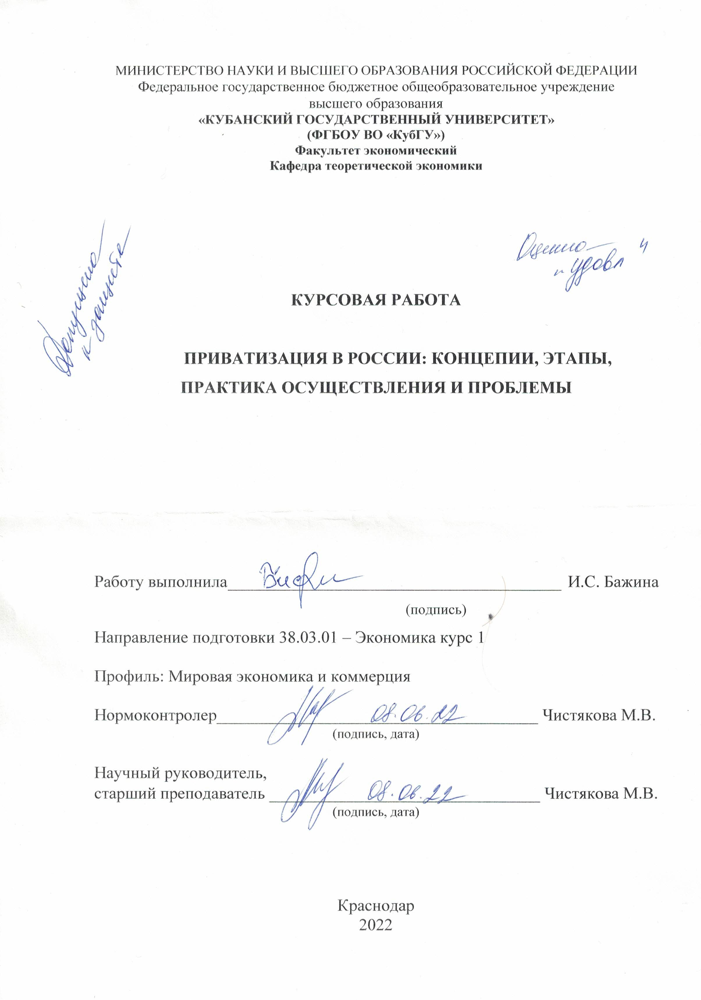 МИНИСТЕРСТВО НАУКИ И ВЫСШЕГО ОБРАЗОВАНИЯ РОССИЙСКОЙ ФЕДЕРАЦИИ
Федеральное государственное бюджетное общеобразовательное учреждение
высшего образования
«КУБАНСКИЙ ГОСУДАРСТВЕННЫЙ УНИВЕРСИТЕТ»
(ФГБОУ ВО «КубГУ»)
Факультет экономический
Кафедра теоретической экономики
Допущено
к защите
Оценка
"удовл"
КУРСОВАЯ РАБОТА
ПРИВАТИЗАЦИЯ В РОССИИ: КОНЦЕПИИ, ЭТАПЫ,
ПРАКТИКА ОСУЩЕСТВЛЕНИЯ И ПРОБЛЕМЫ
Работу выполнила И.С. Бажина
(подпись)
Направление подготовки 38.03.01 – Экономика курс 1
Профиль: Мировая экономика и коммерция
Нормоконтролер 08.06.22 Чистякова М.В.
(подпись, дата)
Научный руководитель,
старший преподаватель 08.06.22 Чистякова М.В.
(подпись, дата)
Краснодар
2022